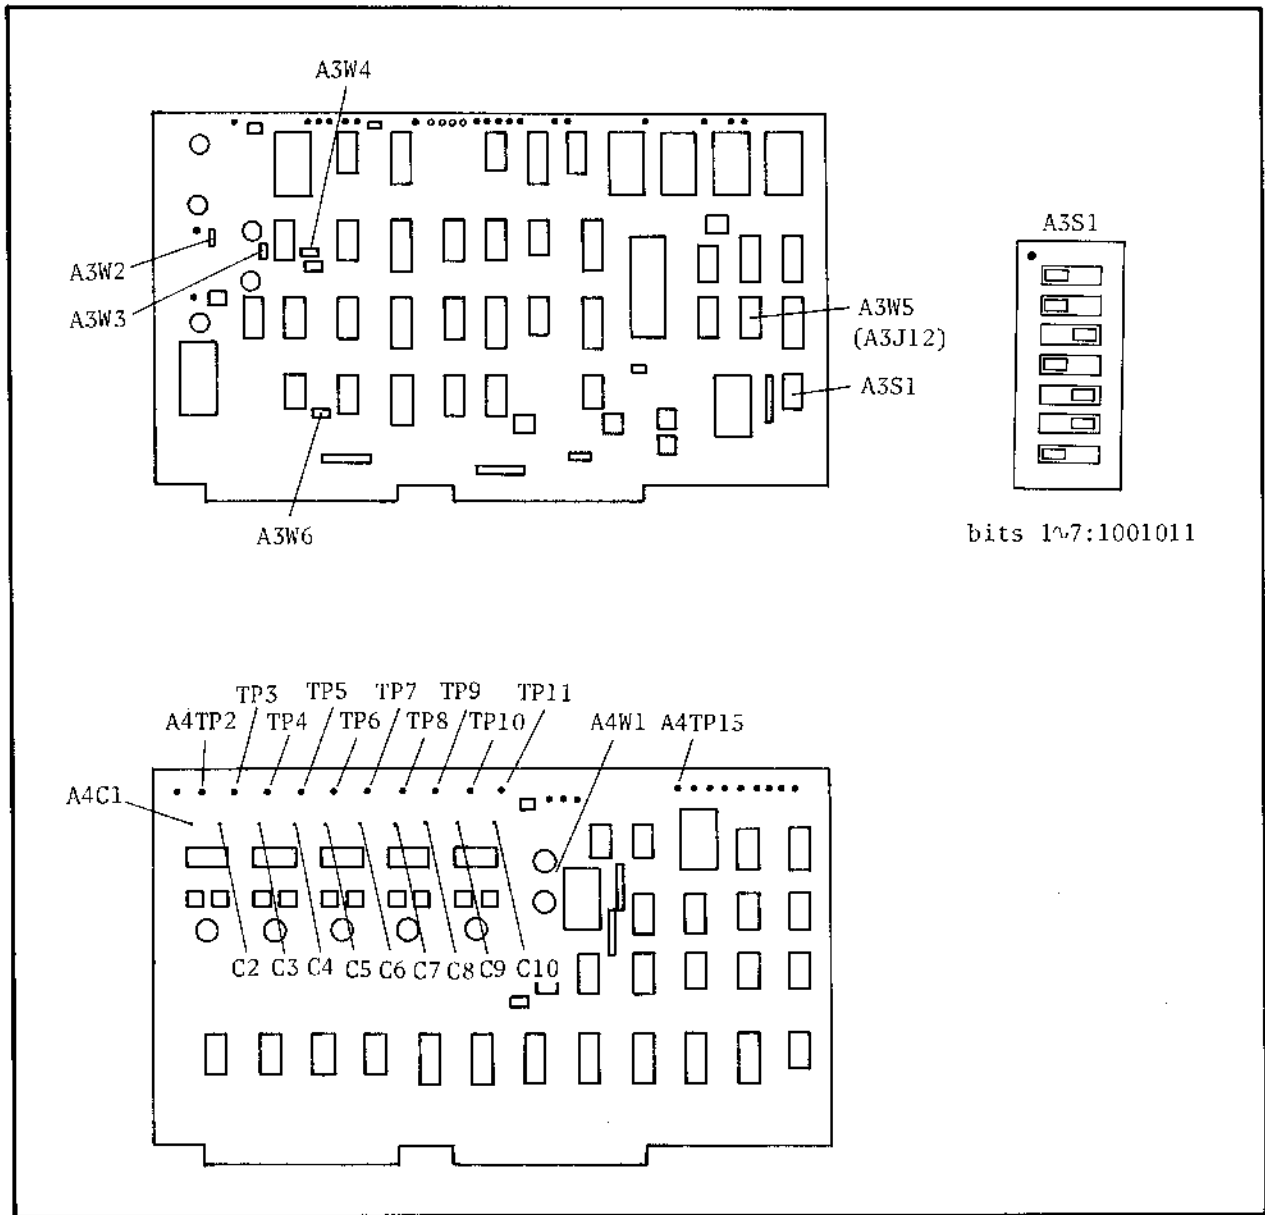 A3W4
A3W2
A3W3
A3W5
(A3J12)
A3S1
A3W6
A3S1
bits 1∿7:1001011
TP3 TP5 TP7 TP9 TP11
A4TP2 TP4 TP6 TP8 TP10 A4W1 A4TP15
A4C1
C2 C3 C4 C5 C6 C7 C8 C9 C10